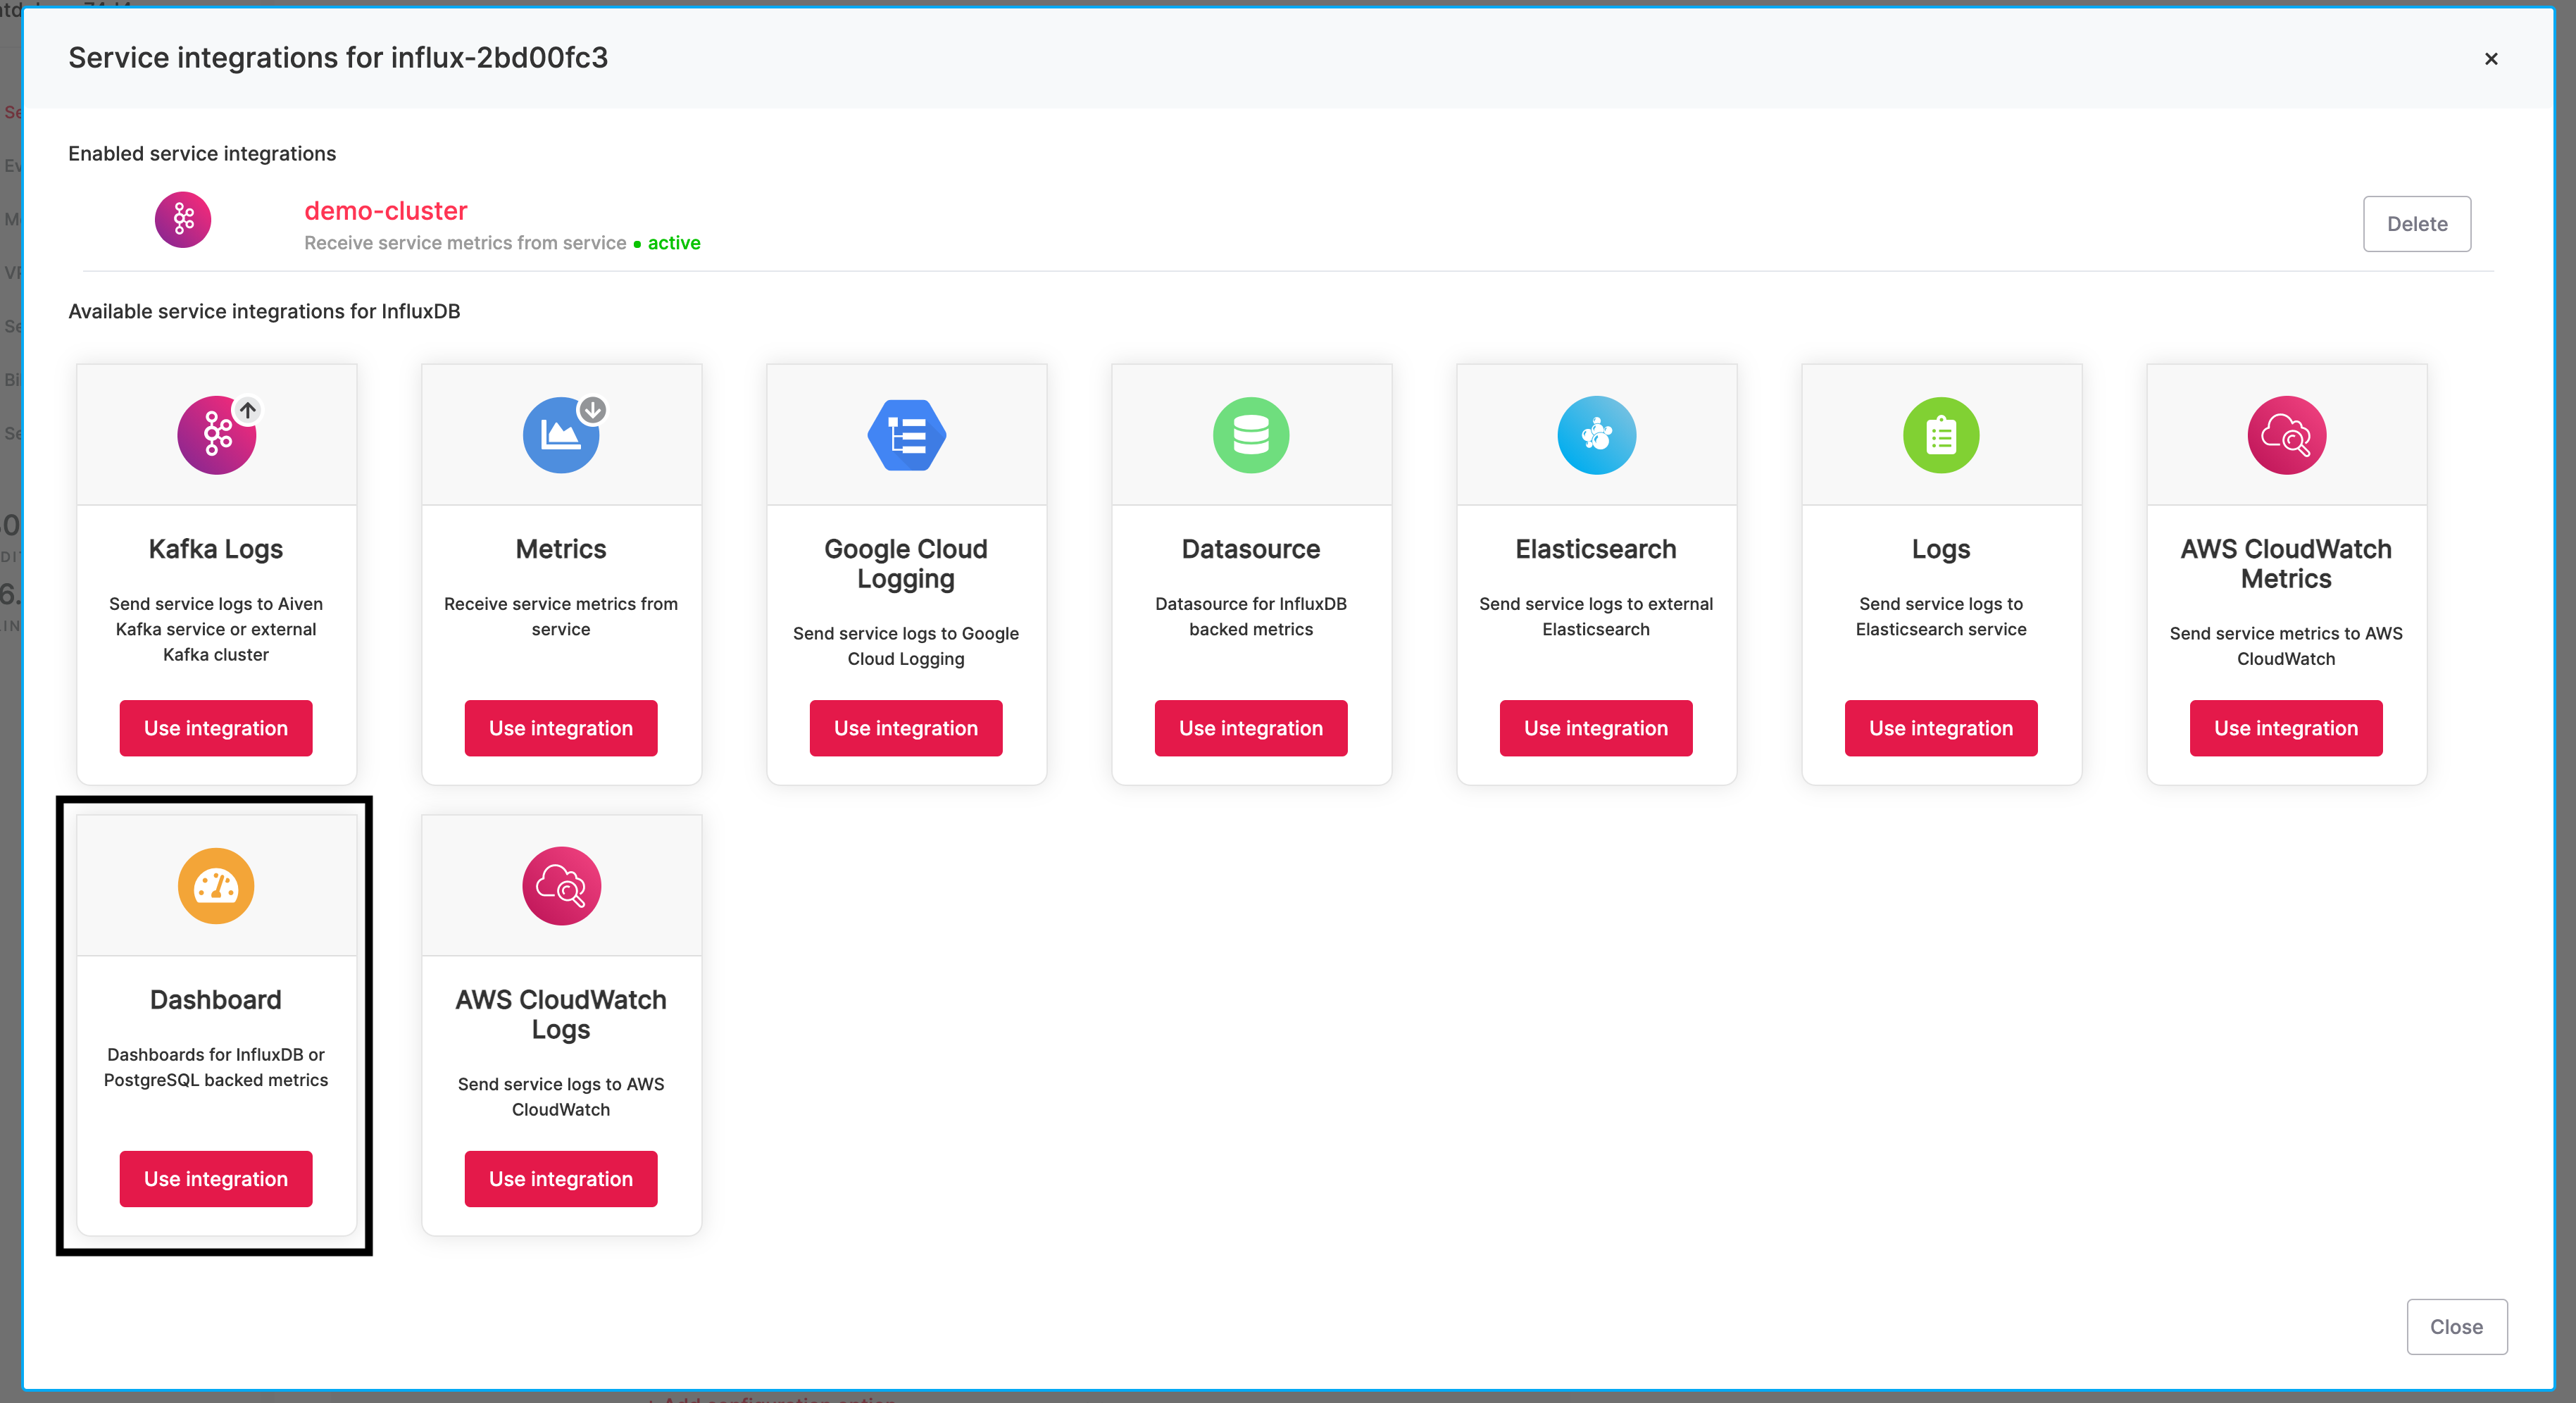 Service integrations for influx-2bd00fc3
×
Enabled service integrations
demo-cluster
Receive service metrics from service • active
Delete
Available service integrations for InfluxDB
Kafka Logs
Send service logs to Aiven
Kafka service or external
Kafka cluster
Use integration
Metrics
Receive service metrics from
service
Use integration
Google Cloud
Logging
Send service logs to Google
Cloud Logging
Use integration
Datasource
Datasource for InfluxDB
backed metrics
Use integration
Elasticsearch
Send service logs to external
Elasticsearch
Use integration
Logs
Send service logs to
Elasticsearch service
Use integration
AWS CloudWatch
Metrics
Send service metrics to AWS
CloudWatch
Use integration
Dashboard
Dashboards for InfluxDB or
PostgreSQL backed metrics
Use integration
AWS CloudWatch
Logs
Send service logs to AWS
CloudWatch
Use integration
Close